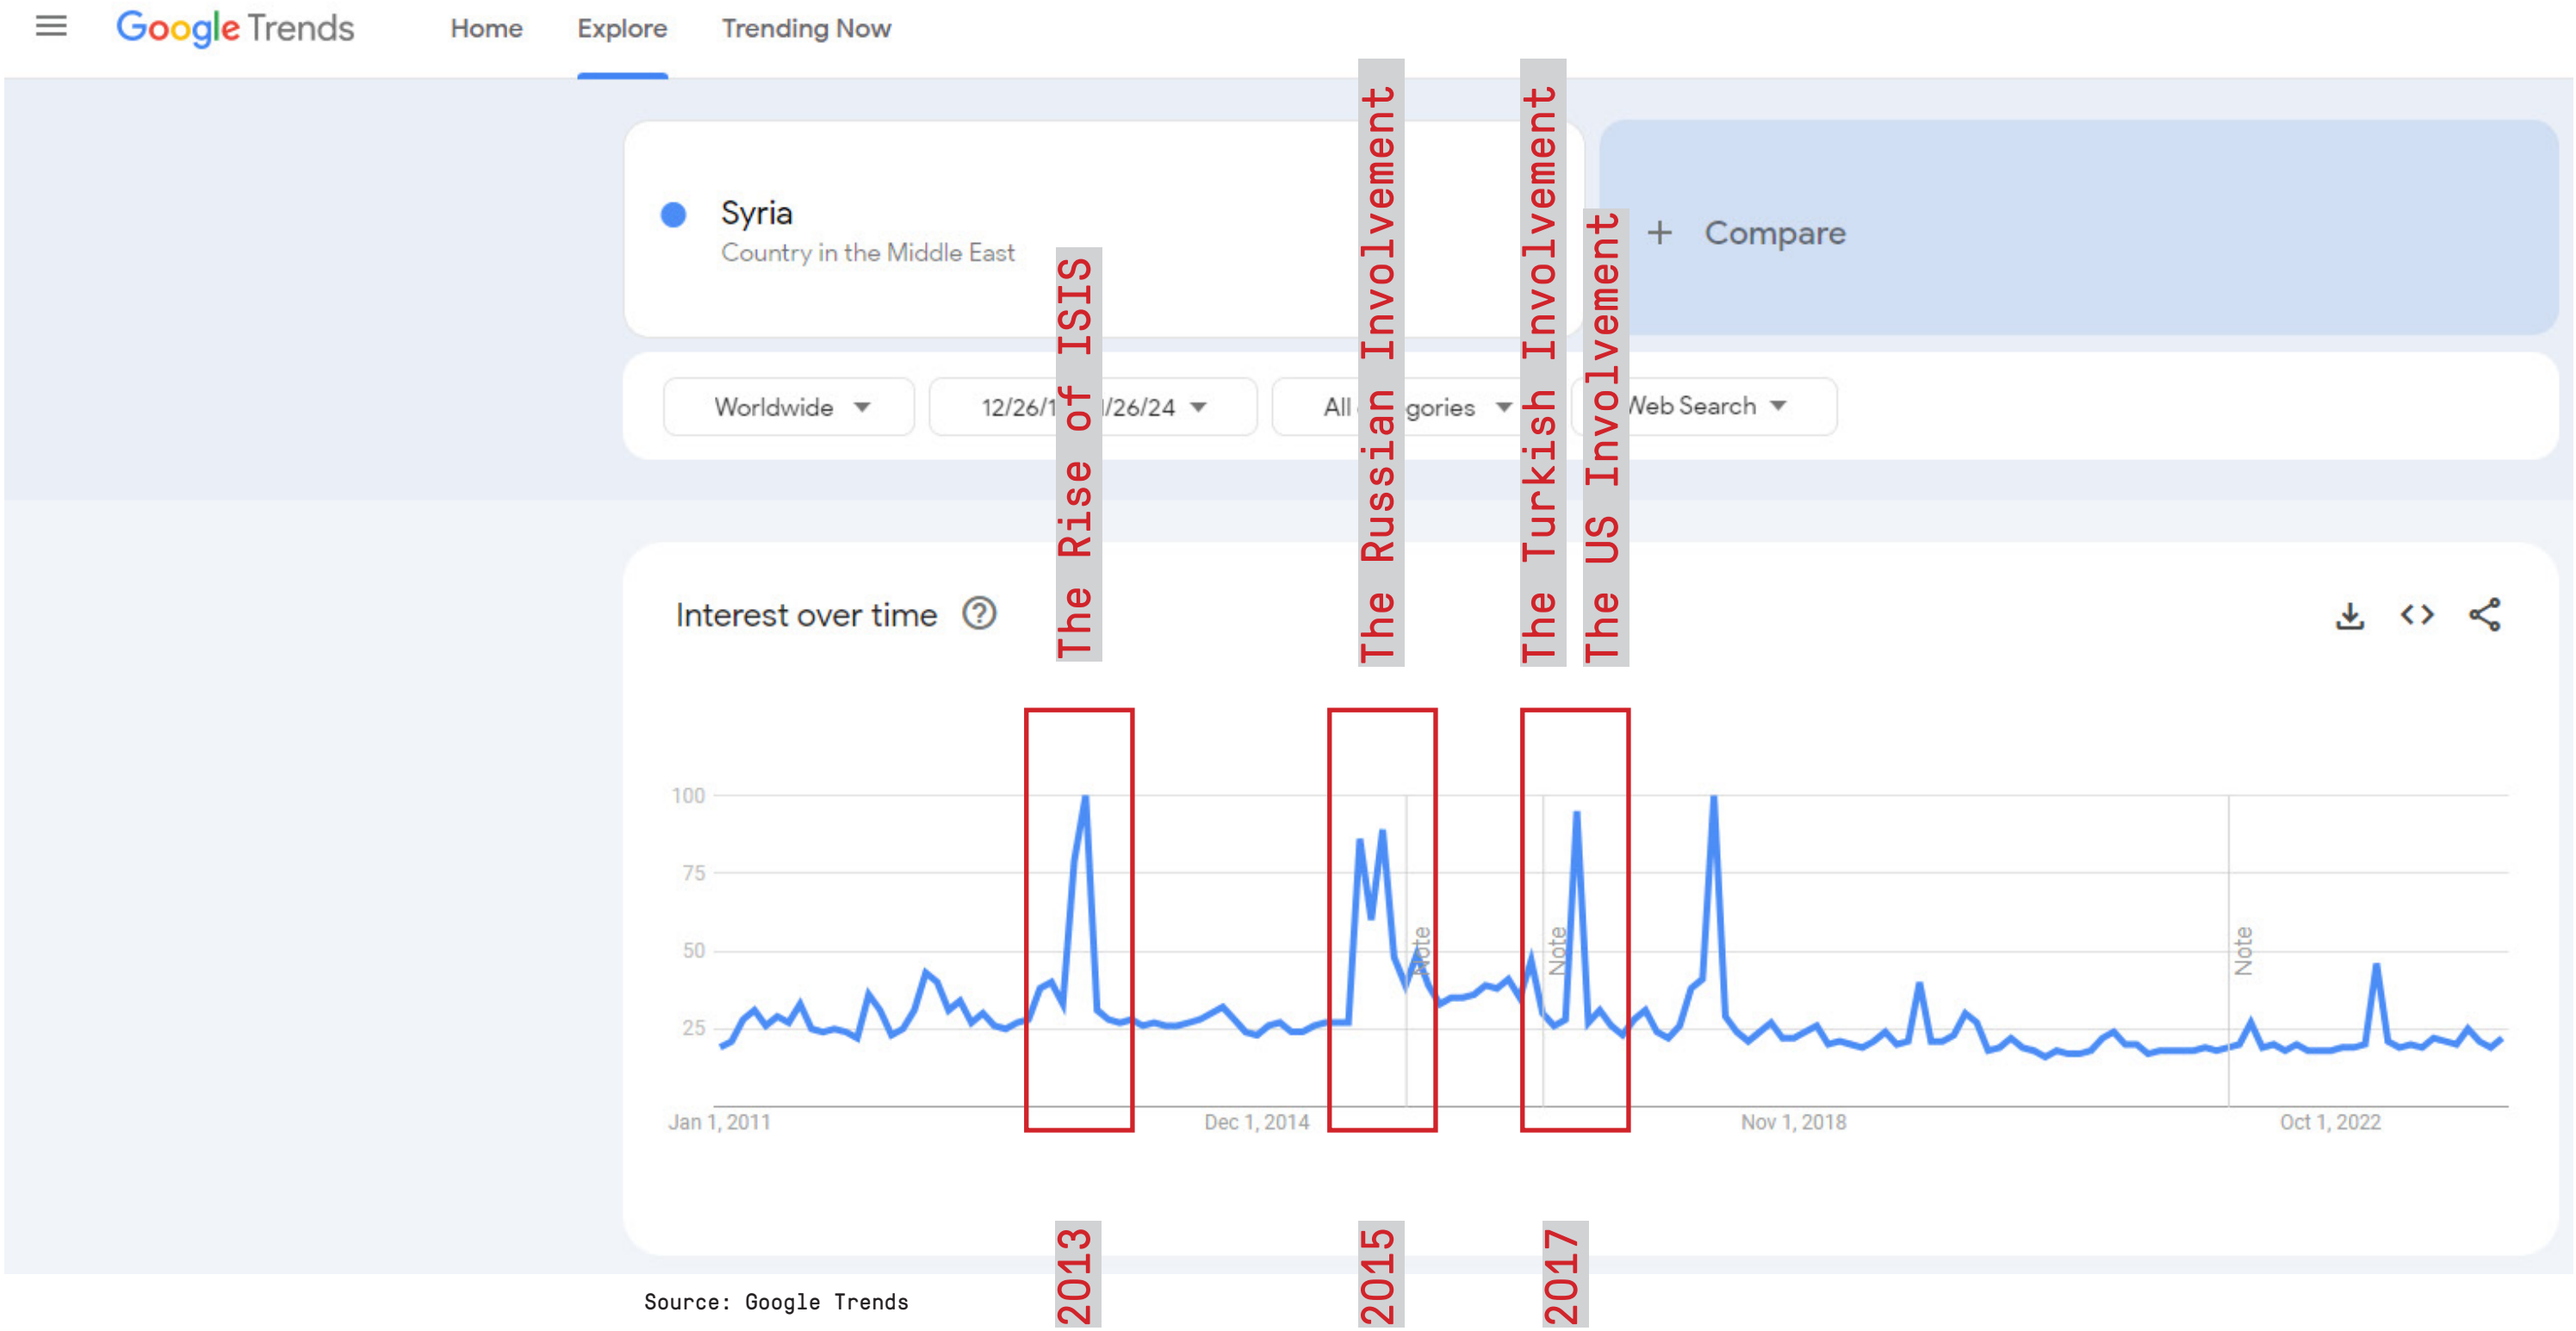 Google Trends
Home
Explore
Trending Now
Syria
Country in the Middle East
+ Compare
The Rise of ISIS
The Russian Involvement
The Turkish Involvement
The US Involvement
Worldwide
12/26/1 /26/24
All gories
Web Search
Interest over time
100
75
50
25
Note
Note
Note
Jan 1, 2011
Dec 1, 2014
Nov 1, 2018
Oct 1, 2022
2013
2015
2017
Source: Google Trends